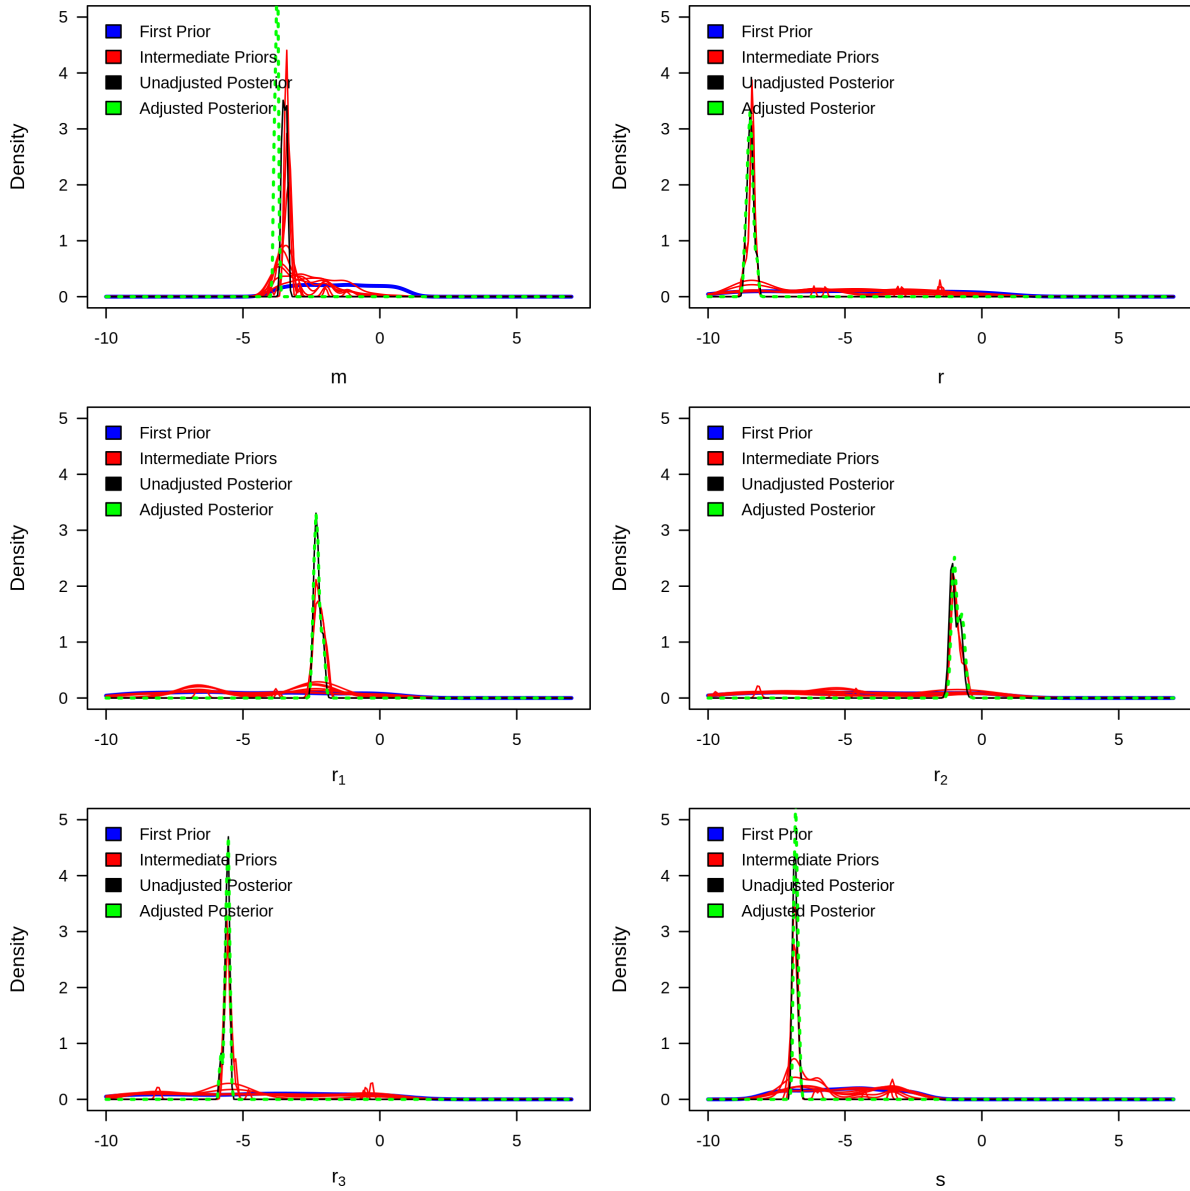 5
4
3
2
1
0
Density
First Prior
Intermediate Priors
Unadjusted Posterior
Adjusted Posterior
-10 -5 0 5
m
5
4
3
2
1
0
Density
First Prior
Intermediate Priors
Unadjusted Posterior
Adjusted Posterior
-10 -5 0 5
r
5
4
3
2
1
0
Density
First Prior
Intermediate Priors
Unadjusted Posterior
Adjusted Posterior
-10 -5 0 5
r₁
5
4
3
2
1
0
Density
First Prior
Intermediate Priors
Unadjusted Posterior
Adjusted Posterior
-10 -5 0 5
r₂
5
4
3
2
1
0
Density
First Prior
Intermediate Priors
Unadjusted Posterior
Adjusted Posterior
-10 -5 0 5
r₃
5
4
3
2
1
0
Density
First Prior
Intermediate Priors
Unadjusted Posterior
Adjusted Posterior
-10 -5 0 5
s